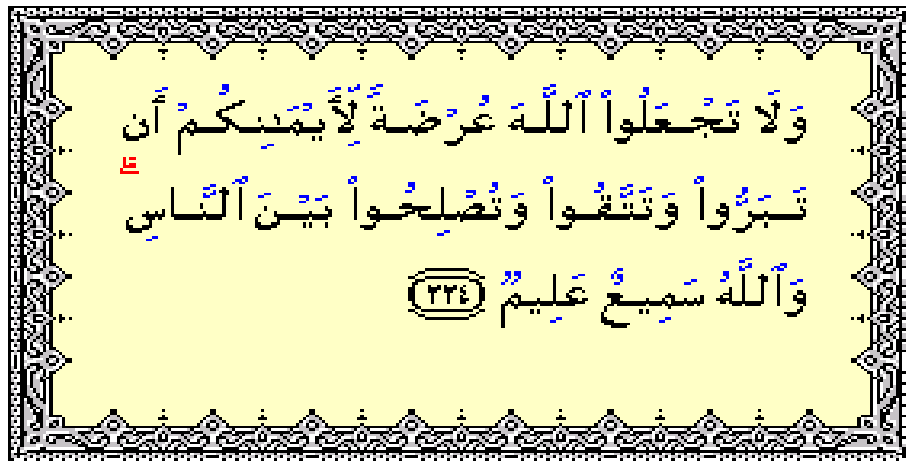 وَلَا تَجْعَلُوا۟ ٱللَّهَ عُرْضَةً لِّأَيْمَـٰنِكُمْ أَن
تَبَرُّوا۟ وَتَتَّقُوا۟ وَتُصْلِحُوا۟ بَيْنَ ٱلنَّاسِ ۗ
وَٱللَّهُ سَمِيعٌ عَلِيمٌ ﴿٢٢٤﴾